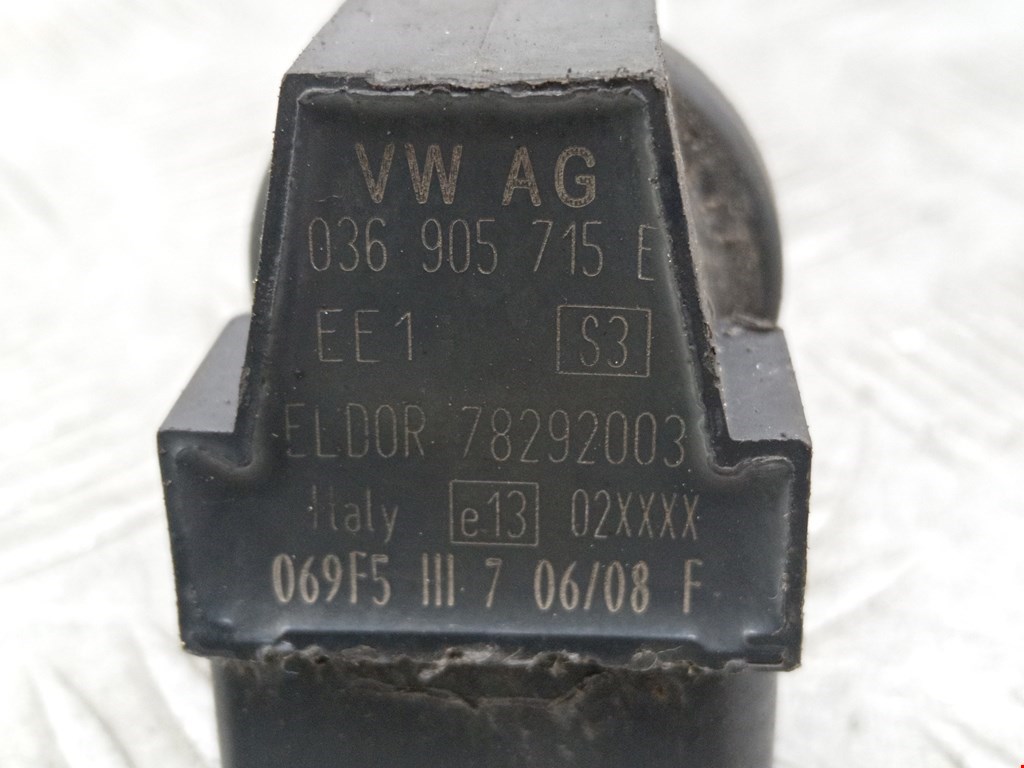 VW AG
036 905 715 E
EE1 S3
ELDOR 78292003
Italy e13 02XXXX
069F5 III 7 06/08 F